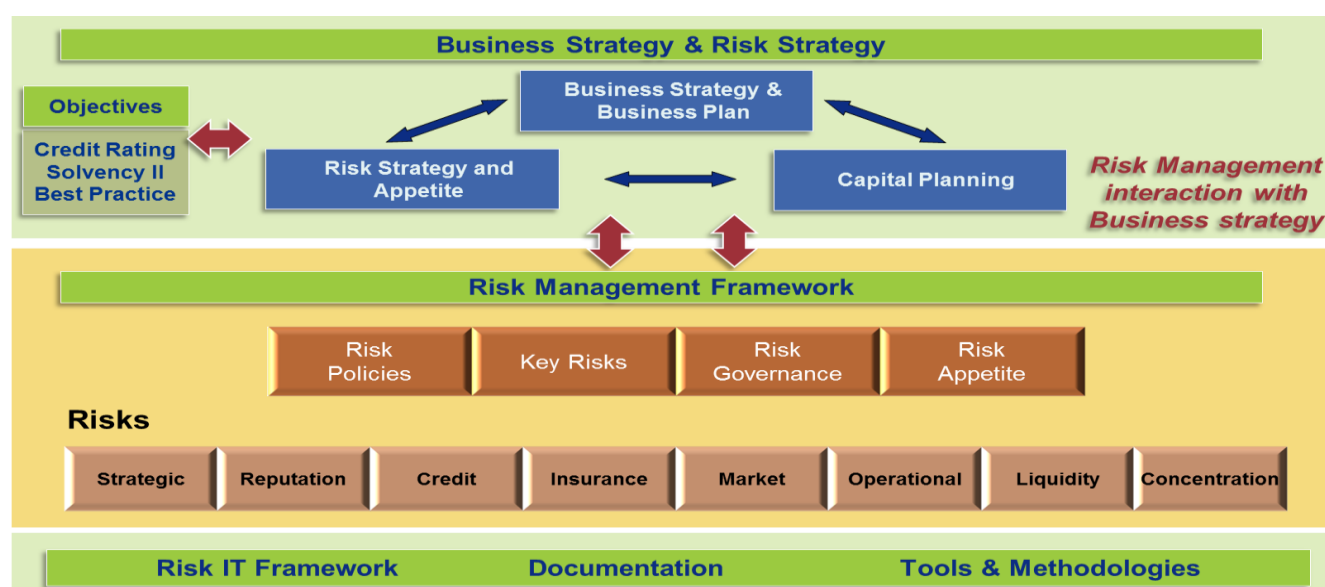 Business Strategy & Risk Strategy
Objectives
Credit Rating
Solvency II
Best Practice
Business Strategy &
Business Plan
Risk Strategy and
Appetite
Capital Planning
Risk Management
interaction with
Business strategy
Risk Management Framework
Risk
Policies
Key Risks
Risk
Governance
Risk
Appetite
Risks
Strategic
Reputation
Credit
Insurance
Market
Operational
Liquidity
Concentration
Risk IT Framework
Documentation
Tools & Methodologies